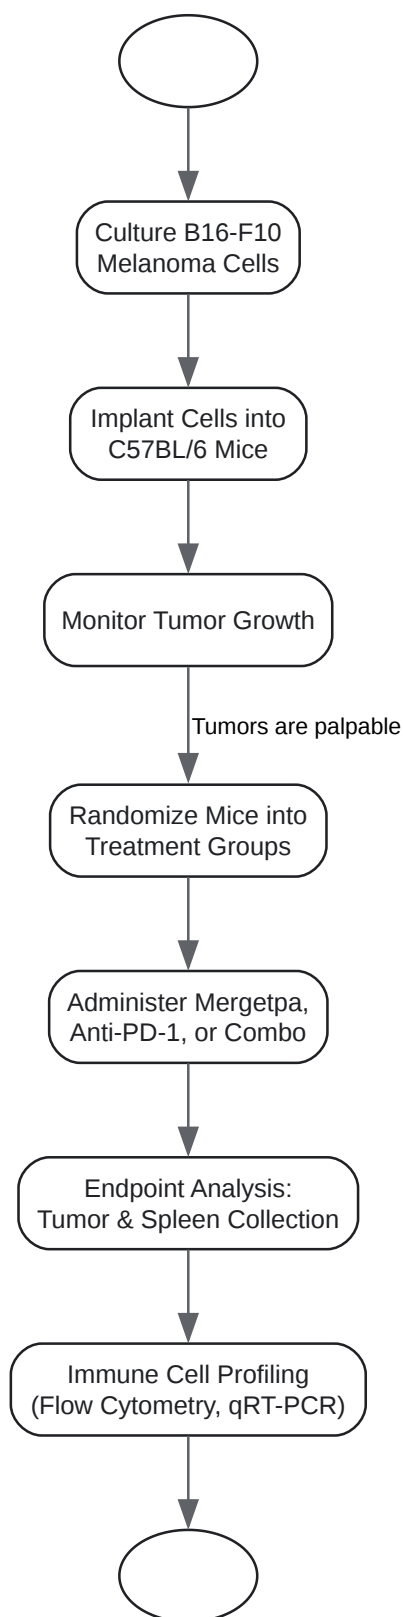 Culture B16-F10
Melanoma Cells
Implant Cells into
C57BL/6 Mice
Monitor Tumor Growth
Tumors are palpable
Randomize Mice into
Treatment Groups
Administer Mergetpa,
Anti-PD-1, or Combo
Endpoint Analysis:
Tumor & Spleen Collection
Immune Cell Profiling
(Flow Cytometry, qRT-PCR)